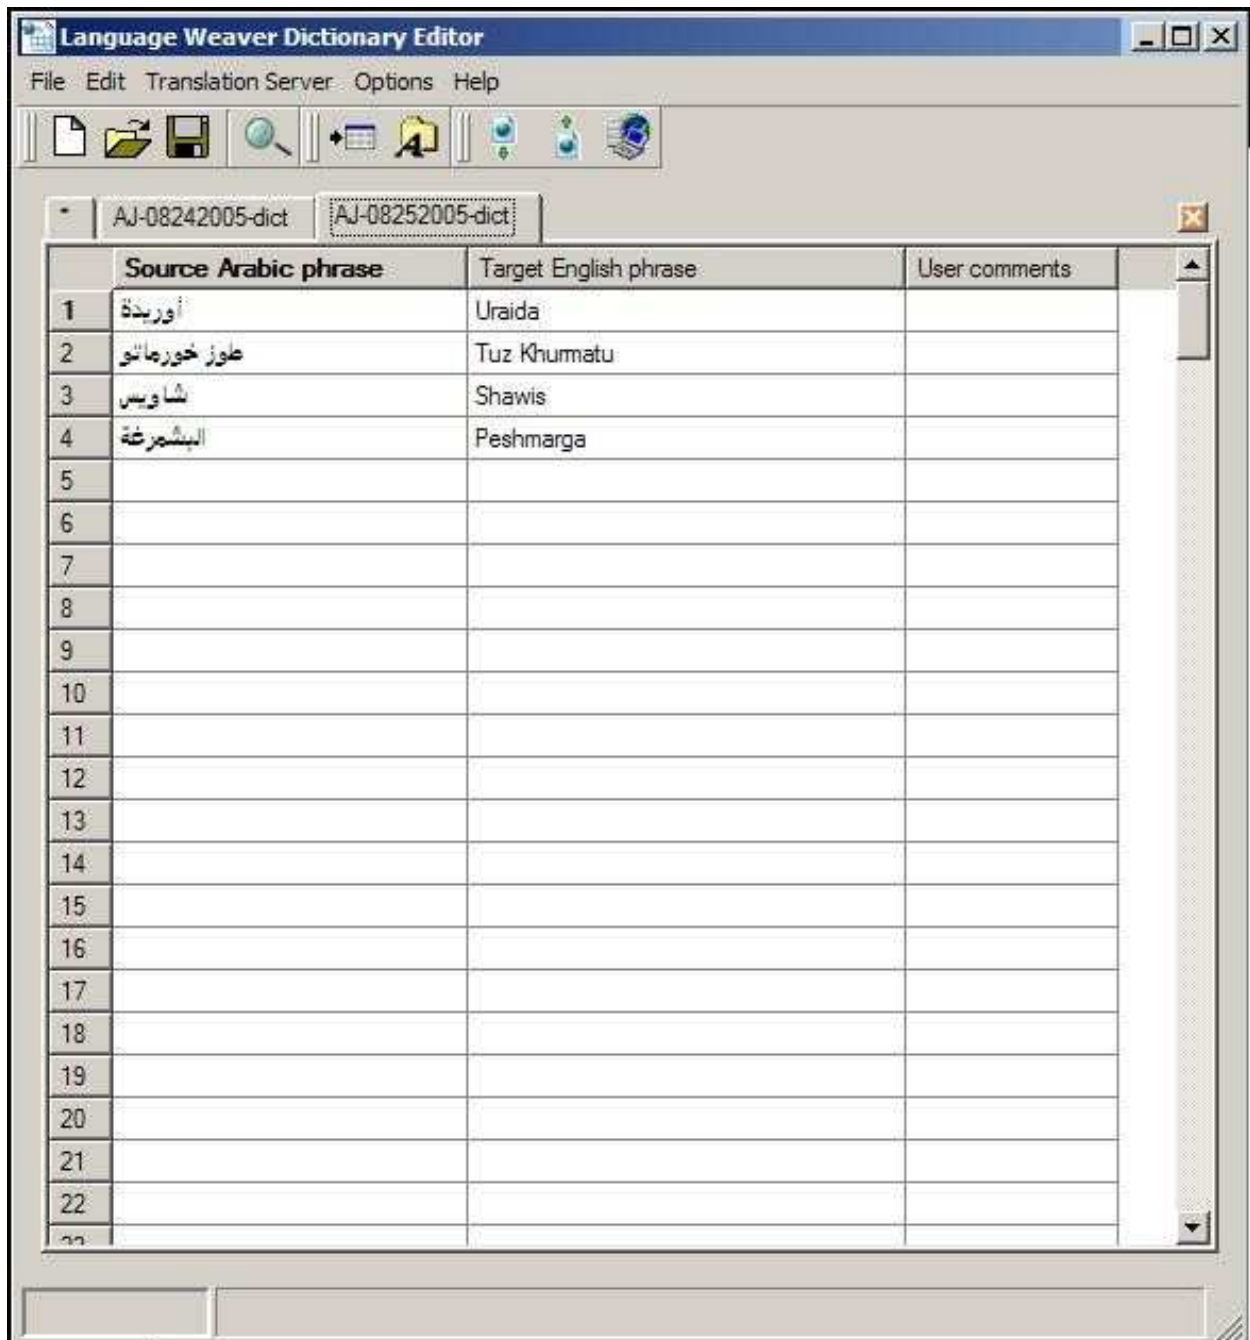 Language Weaver Dictionary Editor
File Edit Translation Server Options Help
* AJ-08242005-dict AJ-08252005-dict
Source Arabic phrase Target English phrase User comments
1 أوريدة Uraida
2 طوز خورماتو Tuz Khurmatu
3 شاويس Shawis
4 البشمرغة Peshmarga
5
6
7
8
9
10
11
12
13
14
15
16
17
18
19
20
21
22